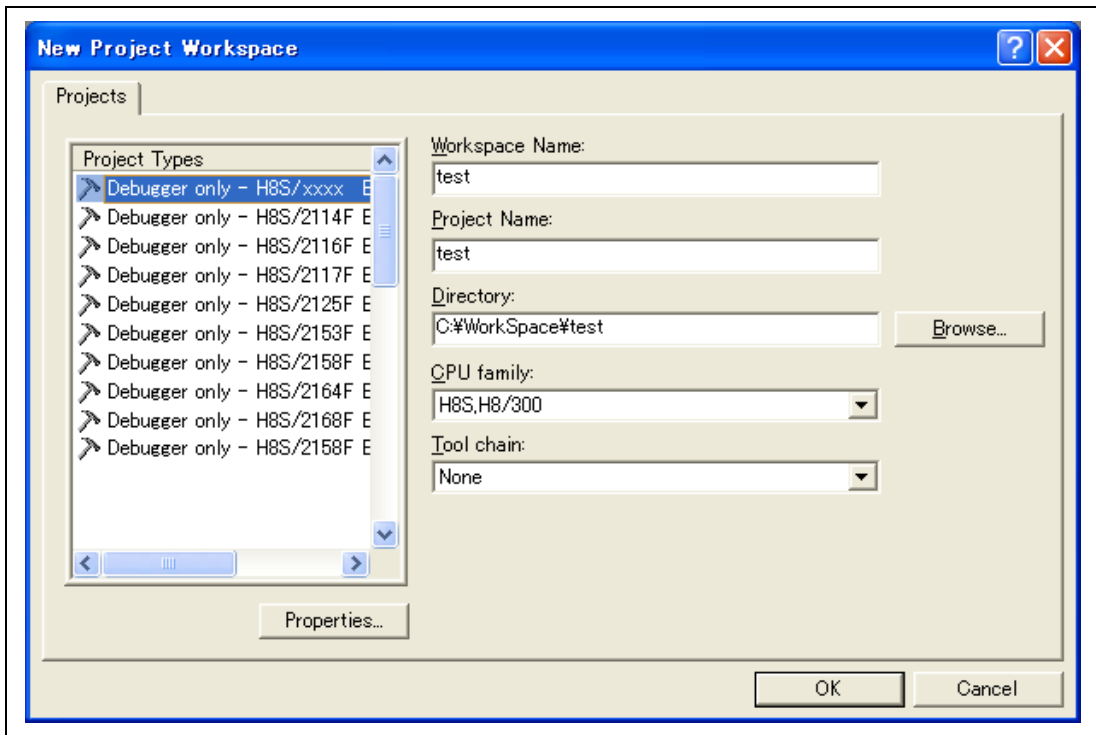 New Project Workspace
Projects
Project Types
Debugger only - H8S/xxxx E
Debugger only - H8S/2114F E
Debugger only - H8S/2116F E
Debugger only - H8S/2117F E
Debugger only - H8S/2125F E
Debugger only - H8S/2153F E
Debugger only - H8S/2158F E
Debugger only - H8S/2164F E
Debugger only - H8S/2168F E
Debugger only - H8S/2158F E
Properties...
Workspace Name:
test
Project Name:
test
Directory:
C:¥WorkSpace¥test
Browse...
CPU family:
H8S,H8/300
Tool chain:
None
OK
Cancel